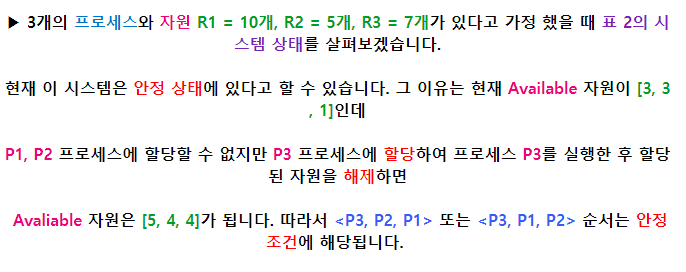 ▶ 3개의 프로세스와 자원 R1 = 10개, R2 = 5개, R3 = 7개가 있다고 가정 했을 때 표 2의 시
스템 상태를 살펴보겠습니다.
현재 이 시스템은 안정 상태에 있다고 할 수 있습니다. 그 이유는 현재 Available 자원이 [3, 3
, 1]인데
P1, P2 프로세스에 할당할 수 없지만 P3 프로세스에 할당하여 프로세스 P3를 실행한 후 할당
된 자원을 해제하면
Avaliable 자원은 [5, 4, 4]가 됩니다. 따라서 <P3, P2, P1> 또는 <P3, P1, P2> 순서는 안정
조건에 해당됩니다.